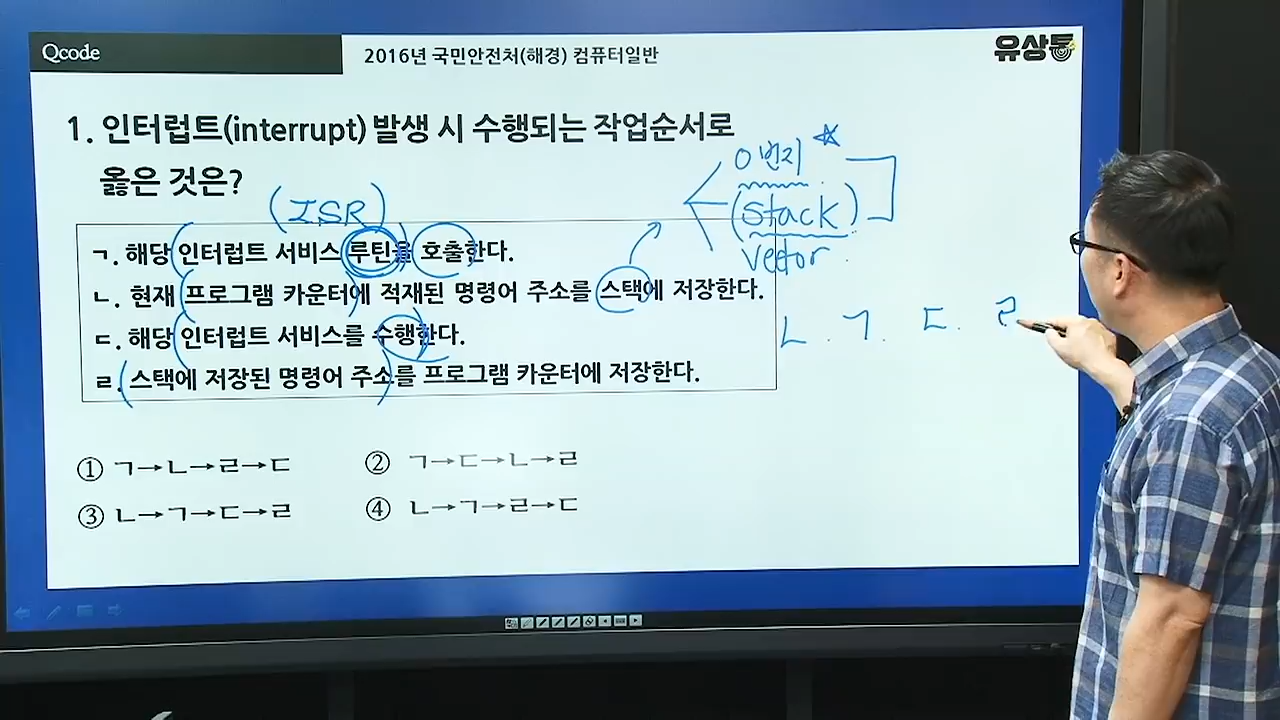 Qcode
2016년 국민안전처(해경) 컴퓨터일반
유상통
1. 인터럽트(interrupt) 발생 시 수행되는 작업순서로
옳은 것은?
0번지 ☆
(ISR)
(stack)
vector.
ㄱ. 해당 인터럽트 서비스 루틴을 호출한다.
ㄴ. 현재 프로그램 카운터에 적재된 명령어 주소를 스택에 저장한다.
ㄷ. 해당 인터럽트 서비스를 수행한다.
ㄴ. ㄱ. ㄷ. ㄹ
ㄹ. 스택에 저장된 명령어 주소를 프로그램 카운터에 저장한다.
① ㄱ→ㄴ→ㄹ→ㄷ
② ㄱ→ㄷ→ㄴ→ㄹ
③ ㄴ→ㄱ→ㄷ→ㄹ
④ ㄴ→ㄱ→ㄹ→ㄷ